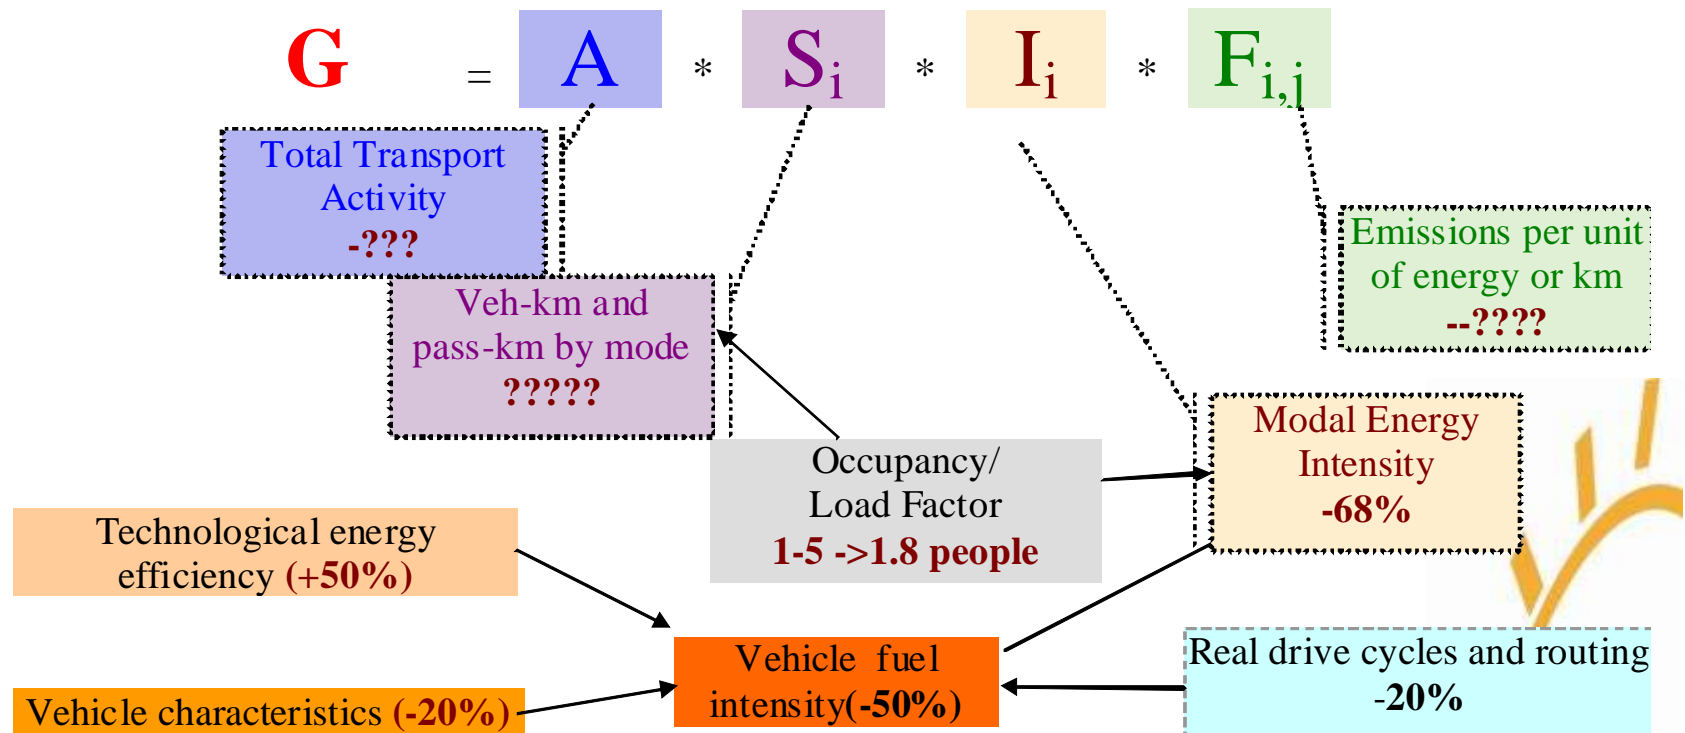 G = A * Si * Ii * Fi,j
Total Transport
Activity
-???
Emissions per unit
of energy or km
--????
Veh-km and
pass-km by mode
?????
Modal Energy
Intensity
-68%
Occupancy/
Load Factor
1-5 ->1.8 people
Technological energy
efficiency (+50%)
Vehicle fuel
intensity(-50%)
Real drive cycles and routing
-20%
Vehicle characteristics (-20%)